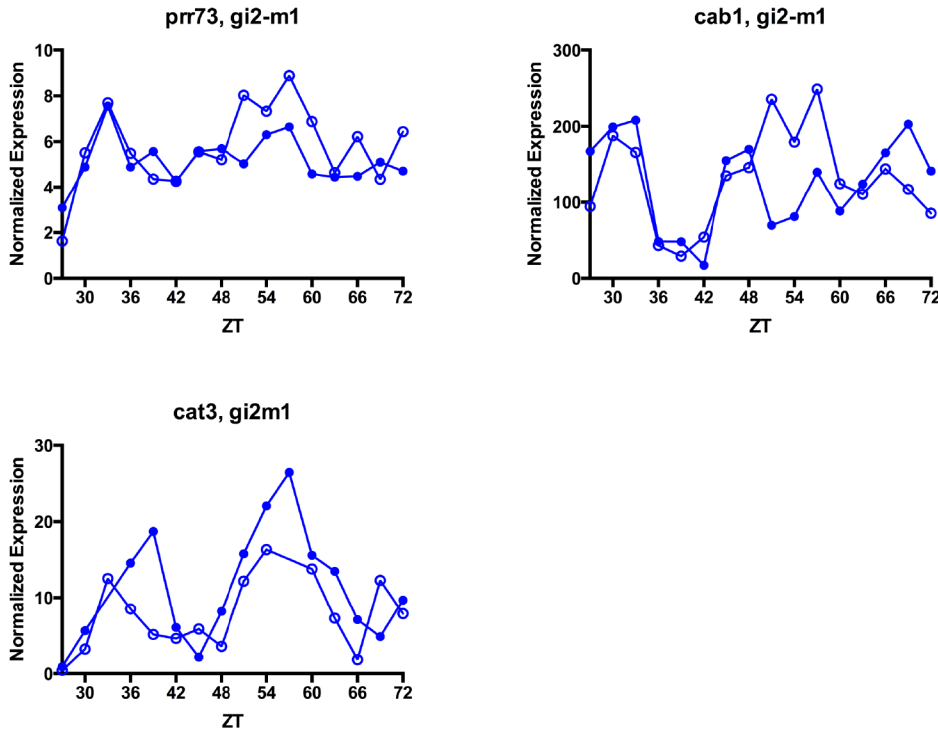 prr73, gi2-m1
Normalized Expression
10
8
6
4
2
0
30 36 42 48 54 60 66 72
ZT
cab1, gi2-m1
Normalized Expression
300
200
100
0
30 36 42 48 54 60 66 72
ZT
cat3, gi2m1
Normalized Expression
30
20
10
0
30 36 42 48 54 60 66 72
ZT